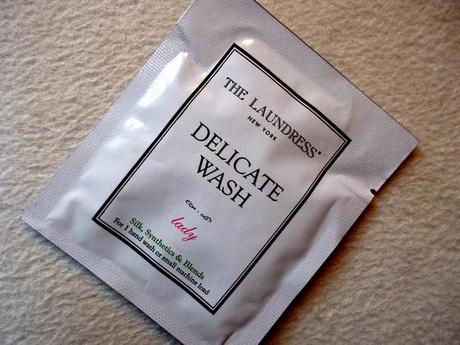 THE LAUNDRESS®
NEW YORK
DELICATE
WASH
lady
Silk, Synthetics & Blends
For 1 hand wash or small machine load